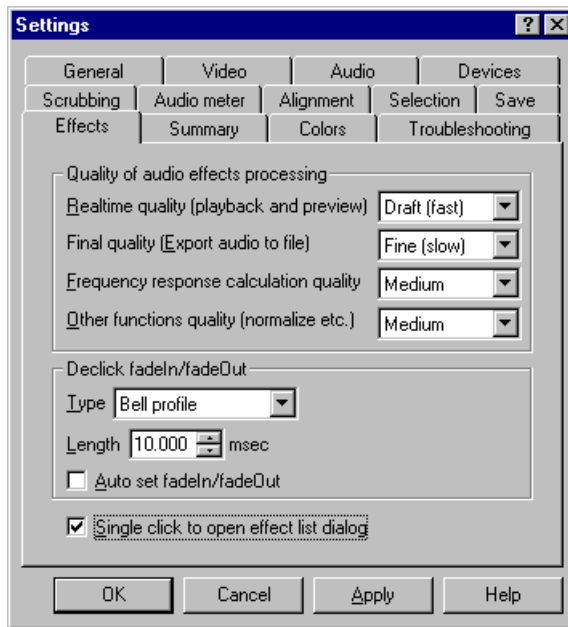 Settings
General Video Audio Devices
Scrubbing Audio meter Alignment Selection Save
Effects Summary Colors Troubleshooting
Quality of audio effects processing
Realtime quality (playback and preview) Draft (fast)
Final quality (Export audio to file) Fine (slow)
Frequency response calculation quality Medium
Other functions quality (normalize etc.) Medium
Declick fadeIn/fadeOut
Type Bell profile
Length 10.000 msec
Auto set fadeIn/fadeOut
Single click to open effect list dialog
OK Cancel Apply Help